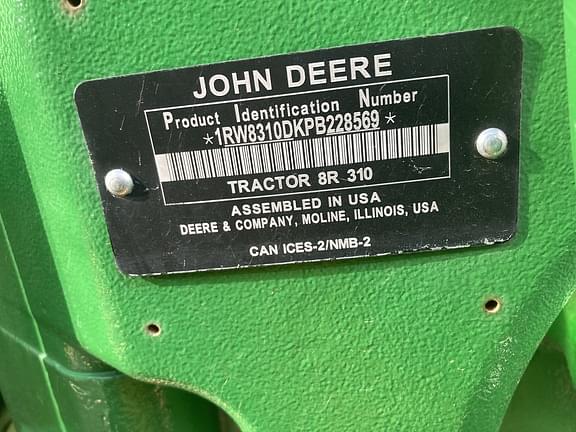 JOHN DEERE
Product Identification Number
*1RW8310DKPB228569*
TRACTOR 8R 310
ASSEMBLED IN USA
DEERE & COMPANY, MOLINE, ILLINOIS, USA
CAN ICES-2/NMB-2